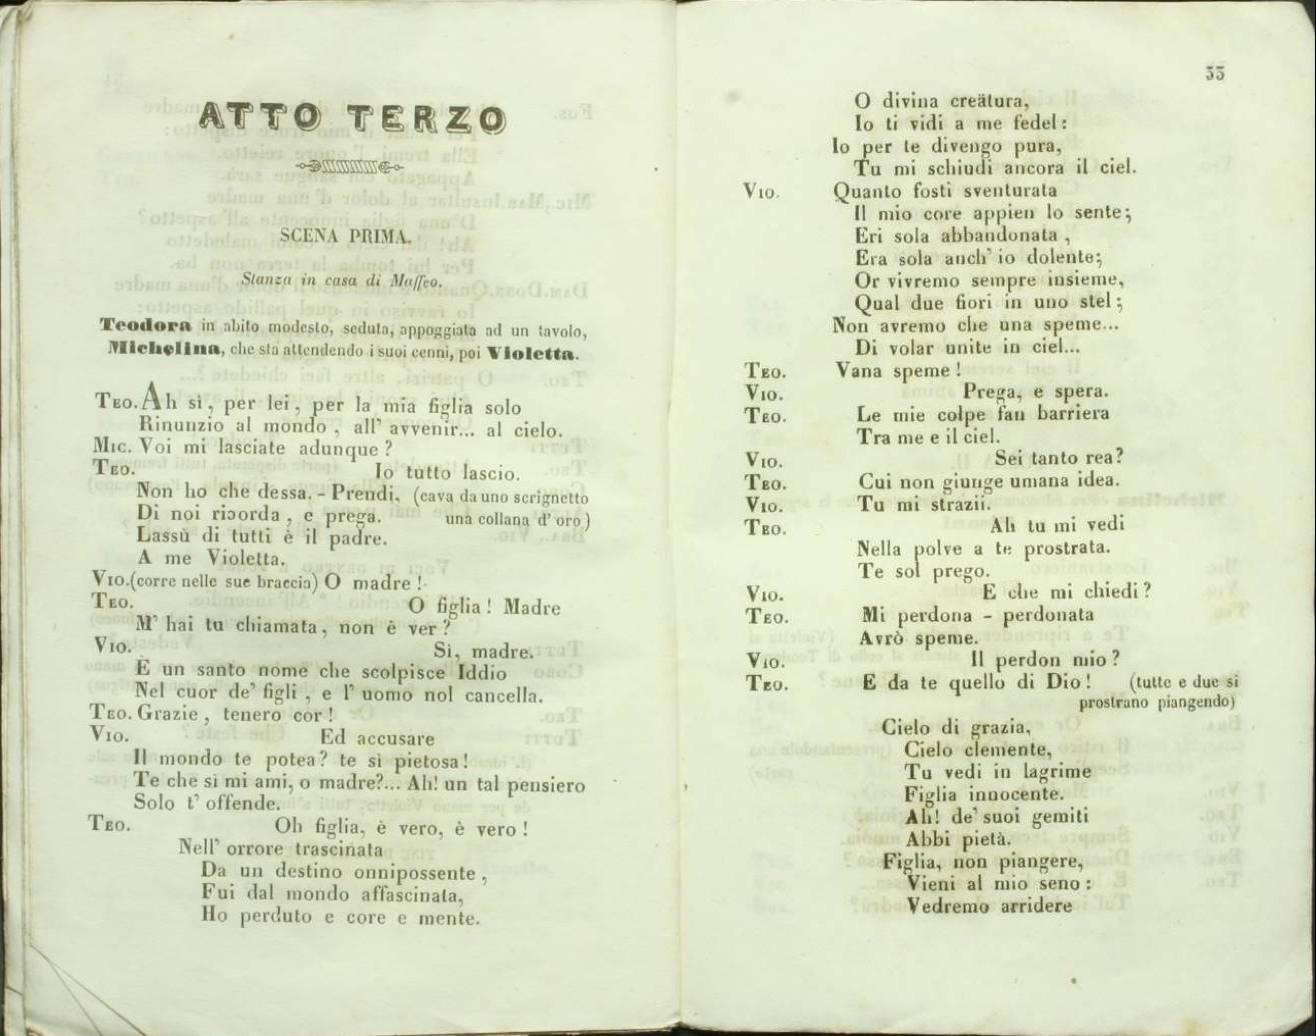 ATTO TERZO
SCENA PRIMA.
Stanza in casa di Maffeo.
Teodora in abito modesto, seduta, appoggiata ad un tavolo,
Michelina, che sta attendendo i suoi cenni, poi Violetta.
TEO. Ah sì, per lei, per la mia figlia solo
Rinunzio al mondo, all' avvenir... al cielo.
MIC. Voi mi lasciate adunque?
TEO. Io tutto lascio.
Non ho che dessa. - Prendi, (cava da uno scrignetto
Di noi ricorda, e prega. una collana d' oro)
Lassù di tutti è il padre.
A me Violetta.
VIO. (corre nelle sue braccia) O madre!
TEO. O figlia! Madre
M' hai tu chiamata, non è ver?
VIO. Sì, madre.
È un santo nome che scolpisce Iddio
Nel cuor de' figli, e l' uomo nol cancella.
TEO. Grazie, tenero cor!
VIO. Ed accusare
Il mondo te potea? te sì pietosa!
Te che sì mi ami, o madre?... Ah! un tal pensiero
Solo t' offende.
TEO. Oh figlia, è vero, è vero!
Nell' orrore trascinata
Da un destino onnipossente,
Fui dal mondo affascinata,
Ho perduto e core e mente.
33
O divina creätura,
Io ti vidi a me fedel:
Io per te divengo pura,
Tu mi schiudi ancora il ciel.
VIO. Quanto fosti sventurata
Il mio core appien lo sente;
Eri sola abbandonata,
Era sola anch' io dolente;
Or vivremo sempre insieme,
Qual due fiori in uno stel;
Non avremo che una speme...
Di volar unite in ciel...
TEO. Vana speme!
VIO. Prega, e spera.
TEO. Le mie colpe fan barriera
Tra me e il ciel.
VIO. Sei tanto rea?
TEO. Cui non giunge umana idea.
VIO. Tu mi strazii.
TEO. Ah tu mi vedi
Nella polve a te prostrata.
Te sol prego.
VIO. E che mi chiedi?
TEO. Mi perdona - perdonata
Avrò speme.
VIO. Il perdon mio?
TEO. E da te quello di Dio! (tutte e due si
prostrano piangendo)
Cielo di grazia,
Cielo clemente,
Tu vedi in lagrime
Figlia innocente.
Ah! de' suoi gemiti
Abbi pietà.
Figlia, non piangere,
Vieni al mio seno:
Vedremo arridere